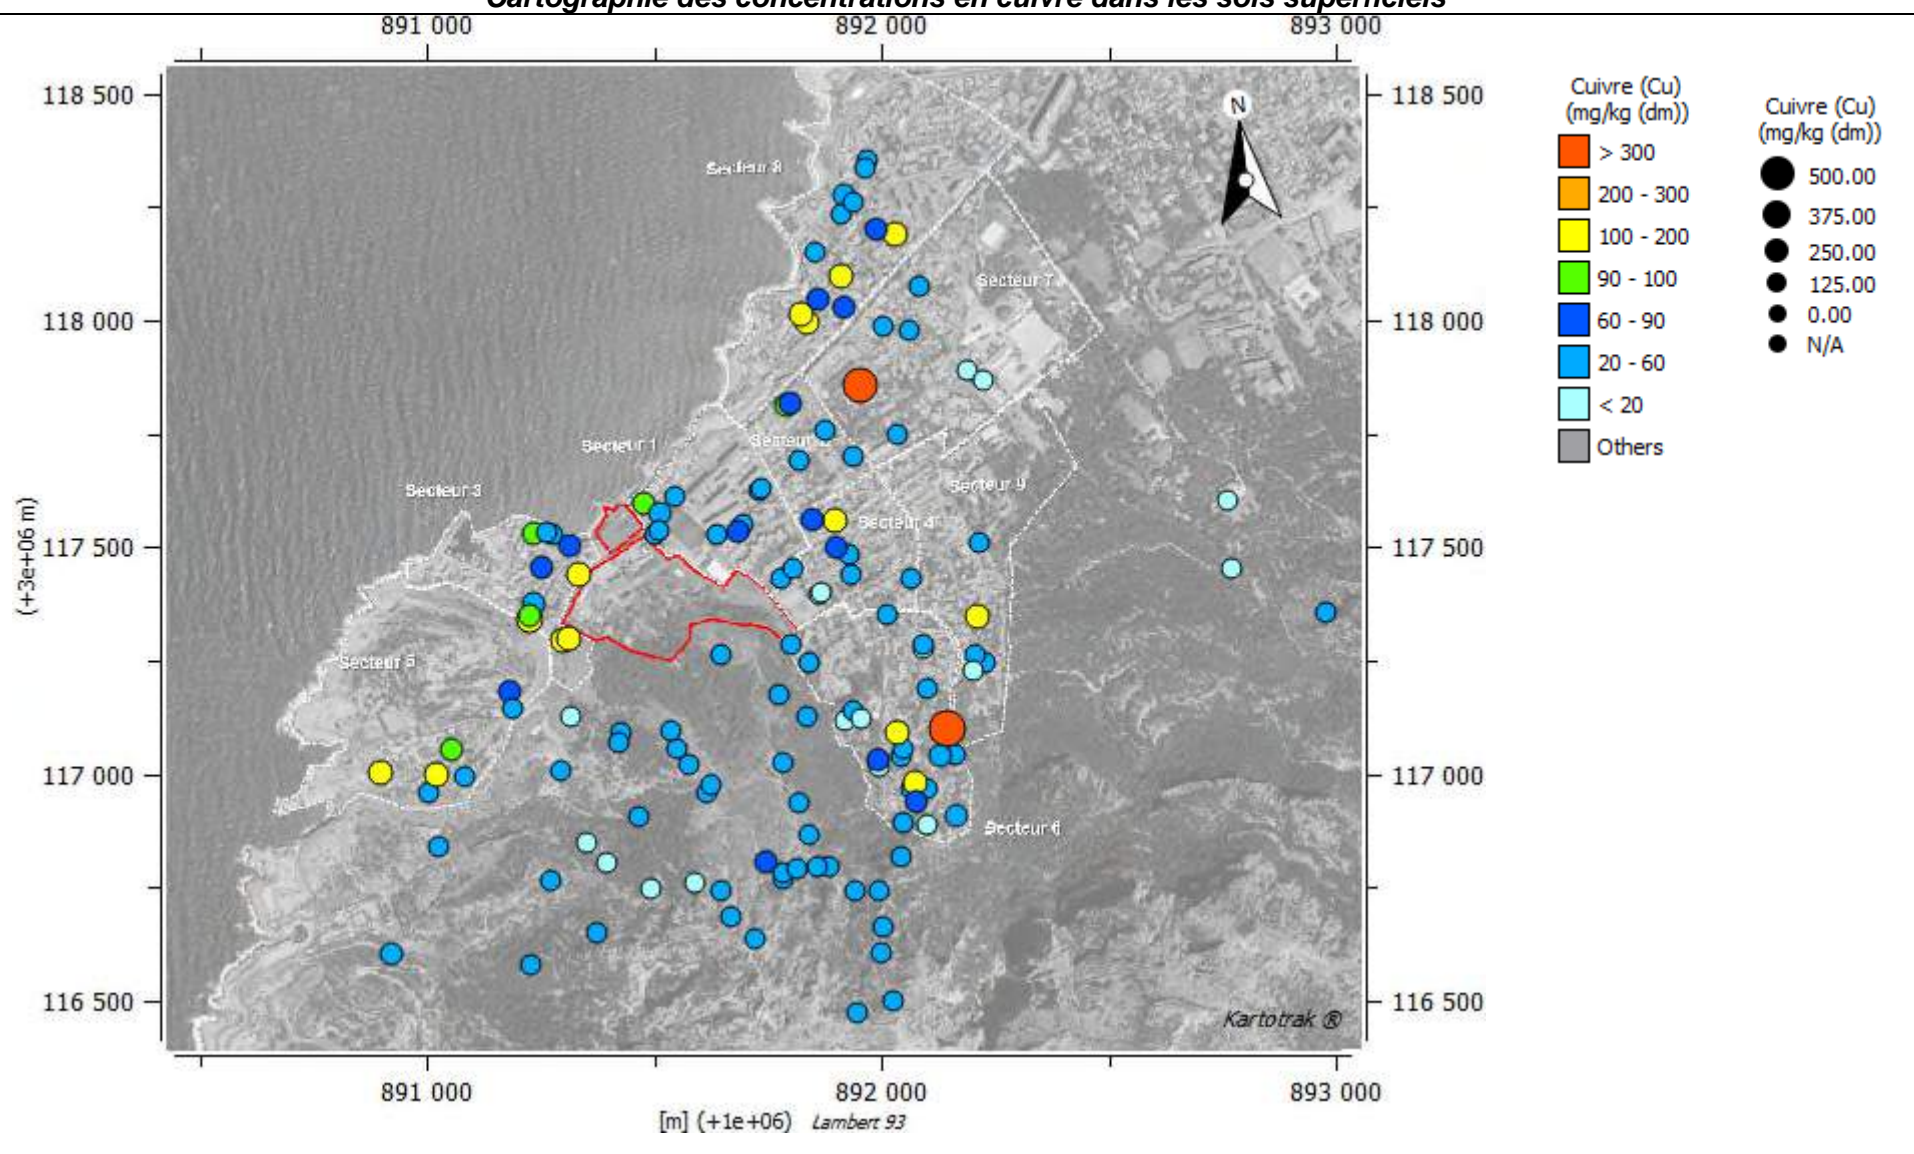 Cartographie des concentrations en cuivre dans les sols superficiels
891 000 892 000 893 000
118 500 118 500
118 000 118 000
117 500 117 500
117 000 117 000
116 500 116 500
891 000 892 000 893 000
(+3e+06 m)
[m] (+1e+06) Lambert 93
N
Secteur 8
Secteur 7
Secteur 1
Secteur
Secteur 3
Secteur 9
Secteur 4
Secteur 5
Secteur 6
Kartotrak ®
Cuivre (Cu)
(mg/kg (dm))
> 300
200 - 300
100 - 200
90 - 100
60 - 90
20 - 60
< 20
Others
Cuivre (Cu)
(mg/kg (dm))
500.00
375.00
250.00
125.00
0.00
N/A